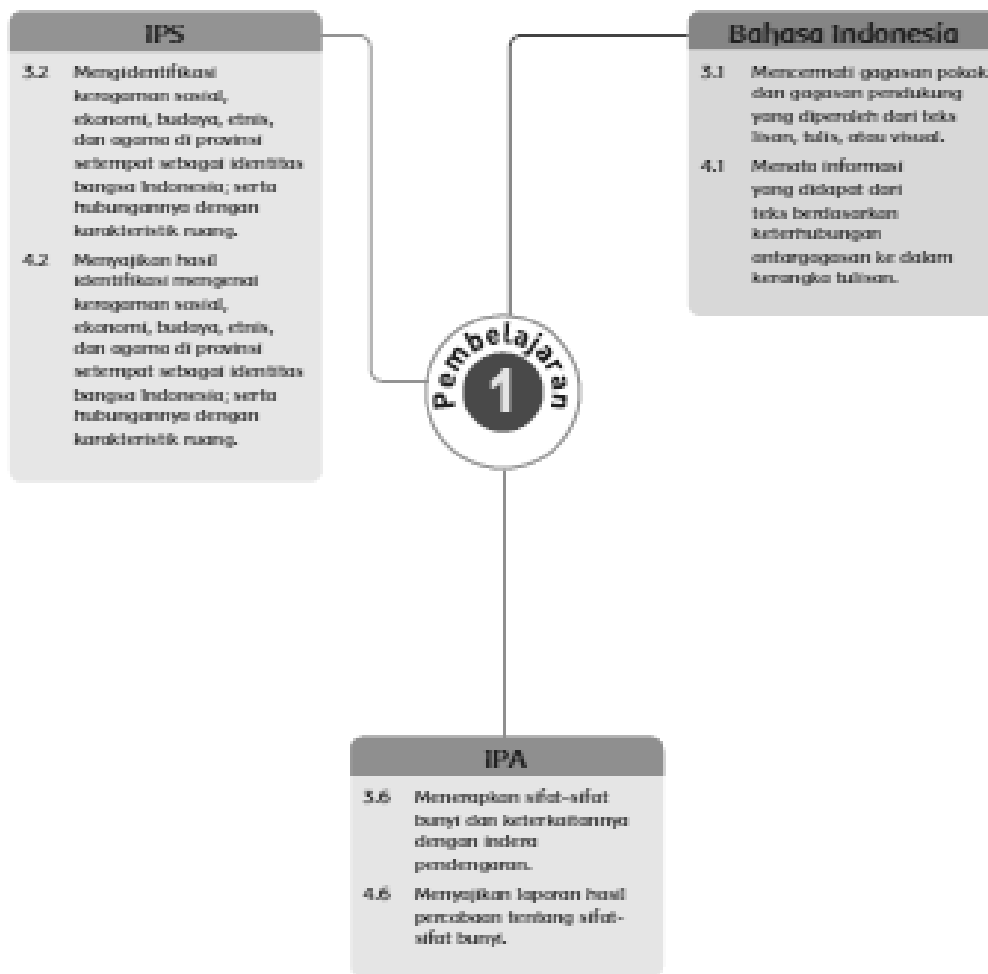 IPS
3.2 Mengidentifikasi
keragaman sosial,
ekonomi, budaya, etnis,
dan agama di provinsi
setempat sebagai identitas
bangsa Indonesia; serta
hubungannya dengan
karakteristik ruang.
4.2 Menyajikan hasil
identifikasi mengenai
keragaman sosial,
ekonomi, budaya, etnis,
dan agama di provinsi
setempat sebagai identitas
bangsa Indonesia; serta
hubungannya dengan
karakteristik ruang.
Bahasa Indonesia
3.1 Mencermati gagasan pokok
dan gagasan pendukung
yang diperoleh dari teks
lisan, tulis, atau visual.
4.1 Menata informasi
yang didapat dari
teks berdasarkan
keterhubungan
antargagasan ke dalam
kerangka tulisan.
Pembelajaran
1
IPA
3.6 Menerapkan sifat-sifat
bunyi dan keterkaitannya
dengan indera
pendengaran.
4.6 Menyajikan laporan hasil
percobaan tentang sifat-
sifat bunyi.